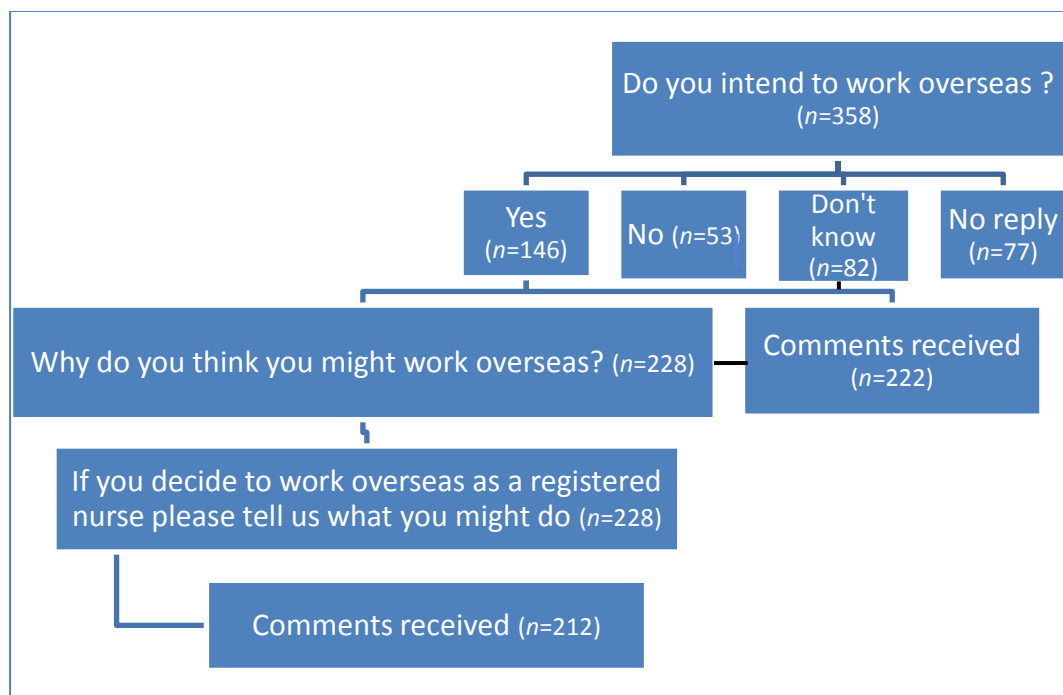 Do you intend to work overseas ?
(n=358)
Yes
(n=146)
No (n=53)
Don't
know
(n=82)
No reply
(n=77)
Why do you think you might work overseas? (n=228)
Comments received
(n=222)
If you decide to work overseas as a registered
nurse please tell us what you might do (n=228)
Comments received (n=212)